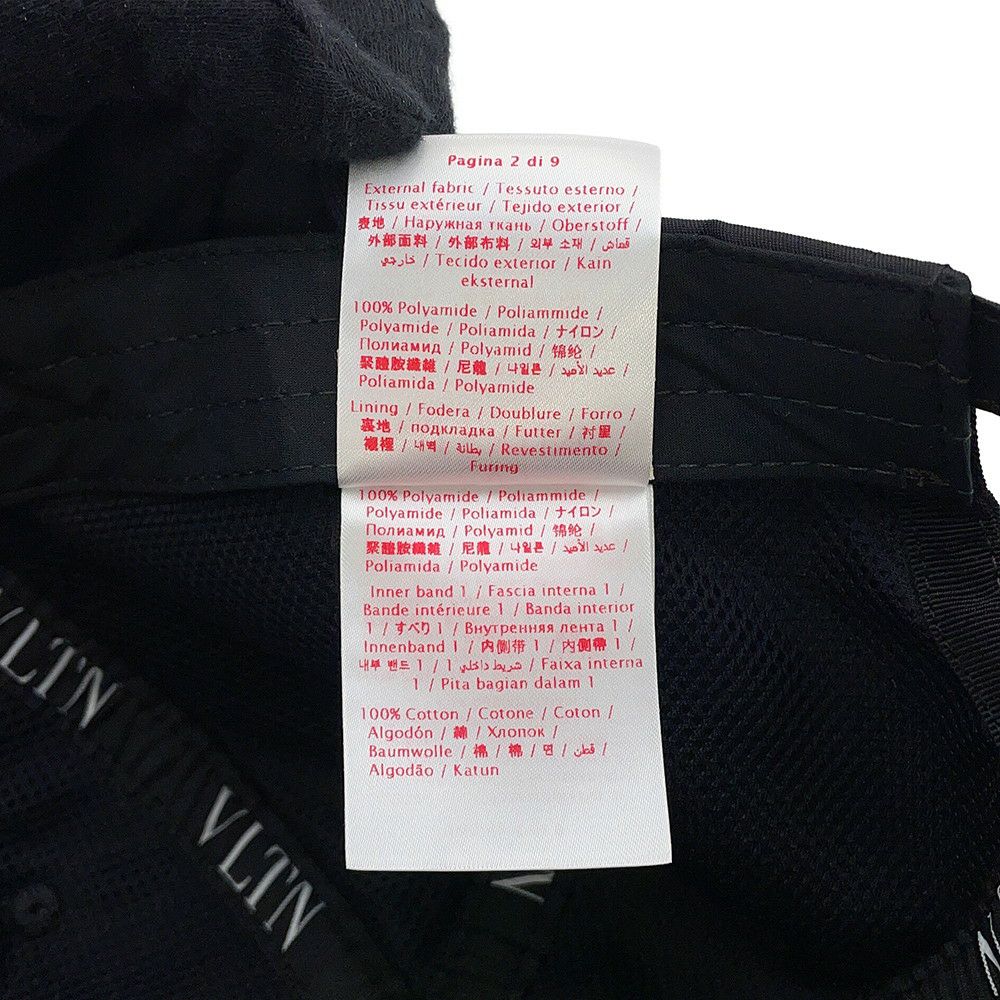 Pagina 2 di 9
External fabric / Tessuto esterno /
Tissu extérieur / Tejido exterior /
表地 / Наружная ткань / Oberstoff /
外部面料 / 外部布料 / 외부 소재 / قماش
خارجي / Tecido exterior / Kain
eksternal
100% Polyamide / Poliammide /
Polyamide / Poliamida / ナイロン /
Полиамид / Polyamid / 锦纶 /
聚醯胺纖維 / 尼龍 / 나일론 / عديد الأميد /
Poliamida / Polyamide
Lining / Fodera / Doublure / Forro /
裏地 / подкладка / Futter / 衬里 /
襯裡 / 내벽 / بطانة / Revestimento /
Furing
100% Polyamide / Poliammide /
Polyamide / Poliamida / ナイロン /
Полиамид / Polyamid / 锦纶 /
聚醯胺纖維 / 尼龍 / 나일론 / عديد الأميد /
Poliamida / Polyamide
Inner band 1 / Fascia interna 1 /
Bande intérieure 1 / Banda interior
1 / すべり 1 / Внутренняя лента 1 /
Innenband 1 / 内侧带 1 / 內側帶 1 /
내부 밴드 1 / شريط داخلي 1 / Faixa interna
1 / Pita bagian dalam 1
100% Cotton / Cotone / Coton /
Algodón / 綿 / Хлопок /
Baumwolle / 棉 / 棉 / 면 / قطن /
Algodão / Katun
VLTN
VLTN